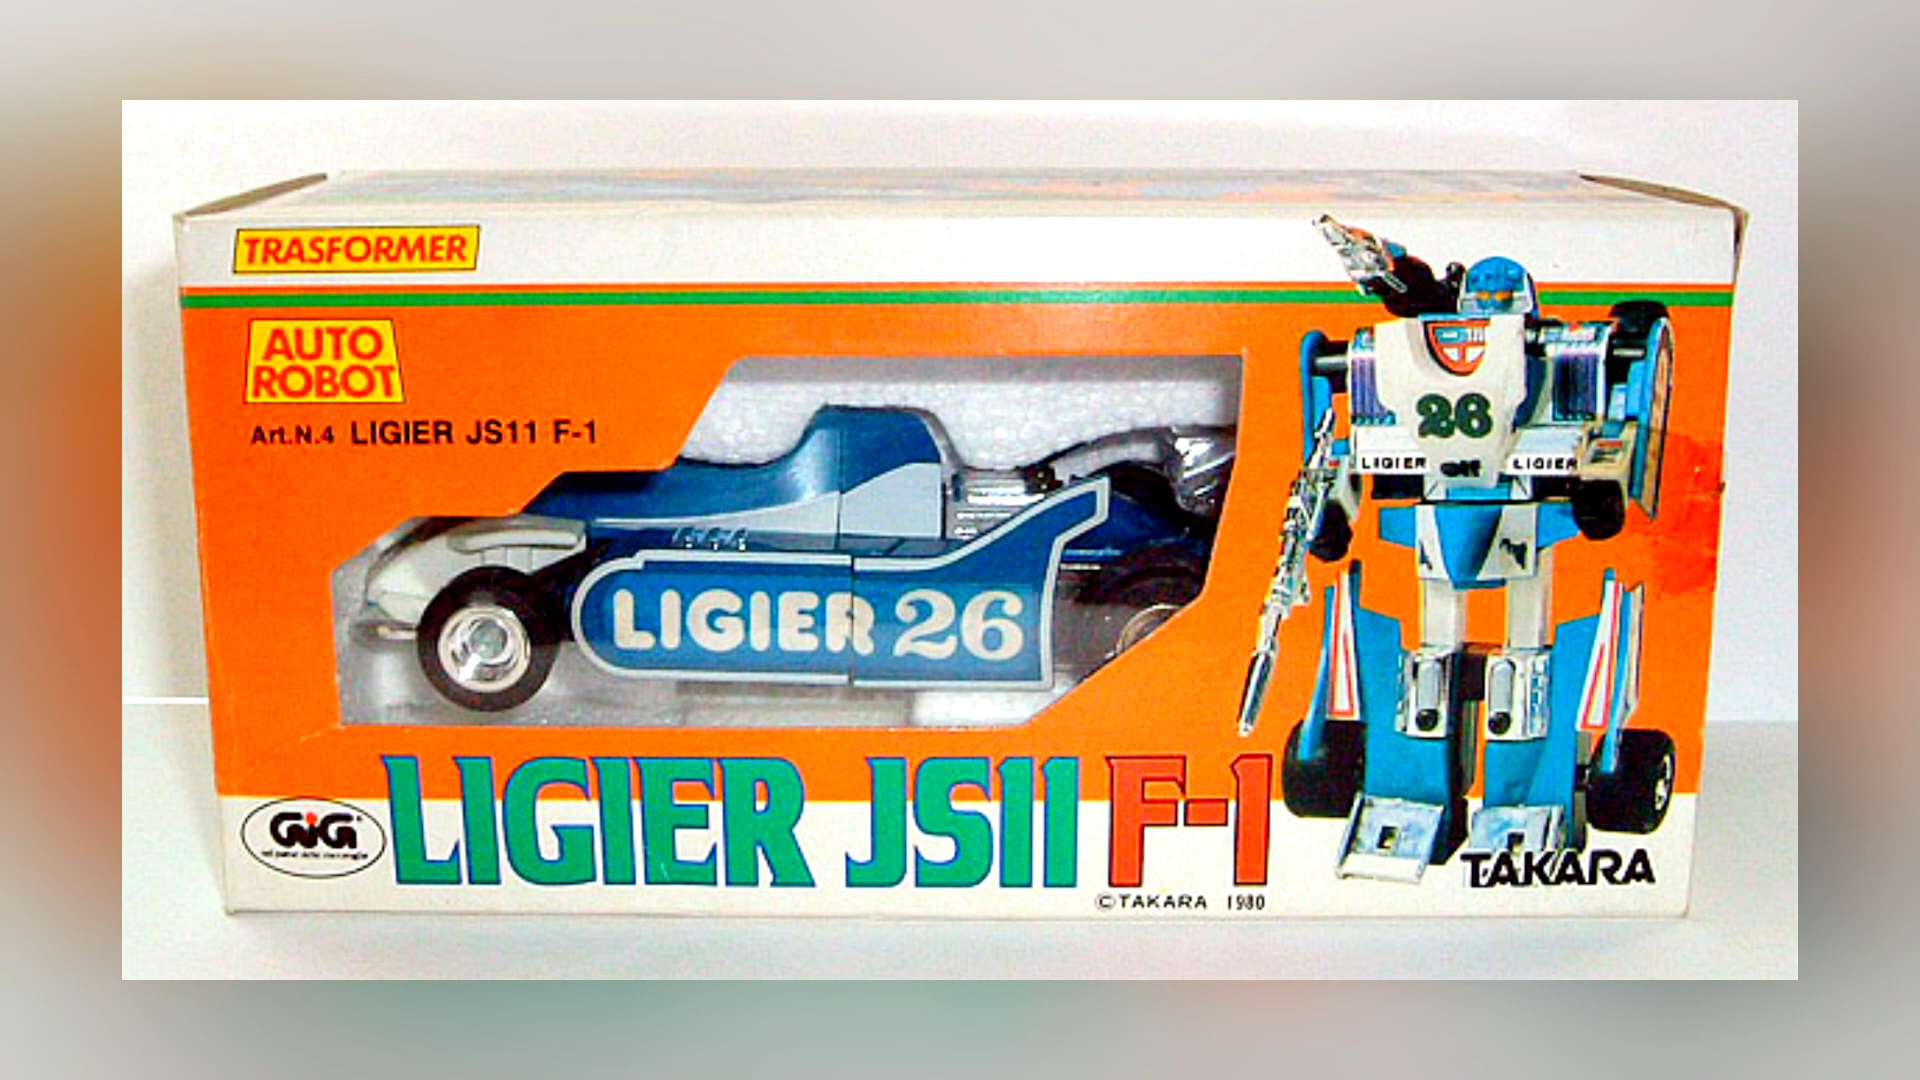 TRASFORMER
AUTO
ROBOT
Art.N.4 LIGIER JS11 F-1
LIGIER 26
26
LIGIER elf LIGIER
GiG
LIGIER JS11 F-1
©TAKARA 1980
TAKARA